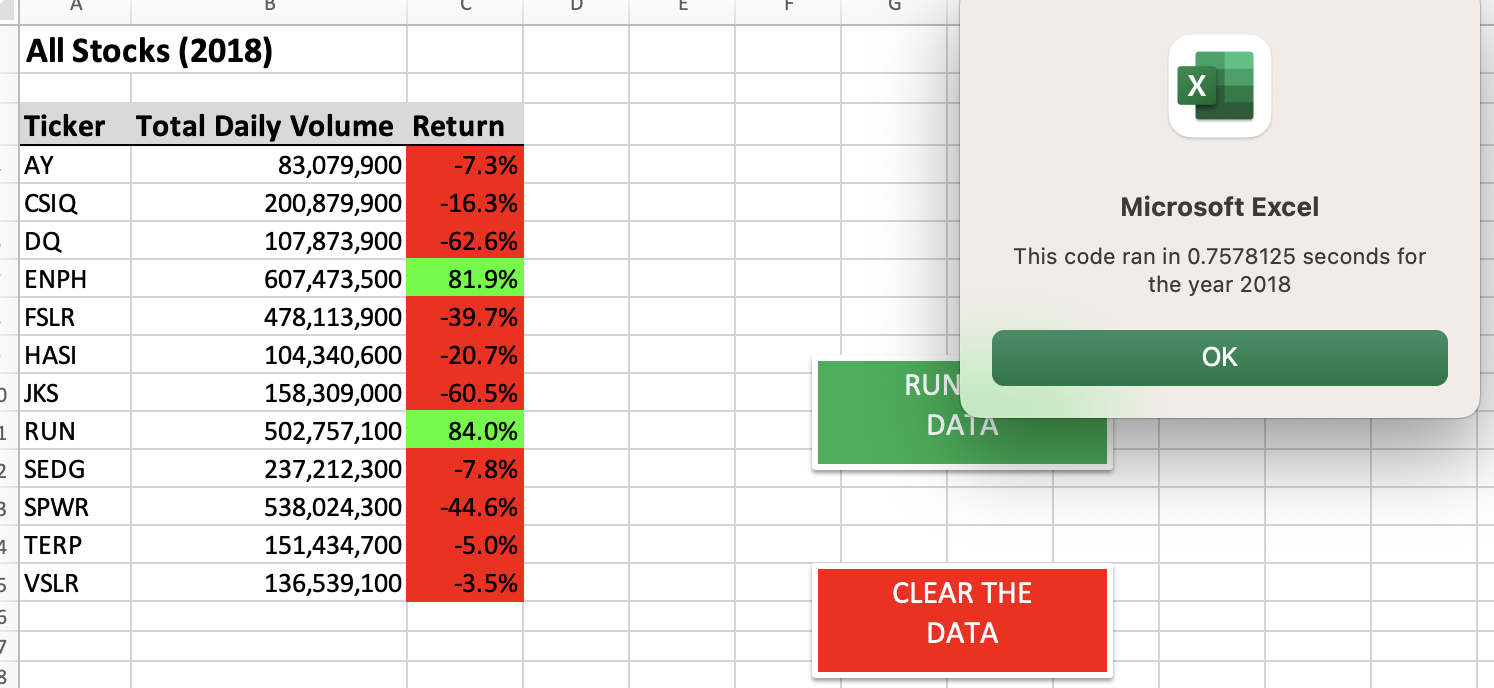 A B C D E F G
All Stocks (2018)
Ticker Total Daily Volume Return
AY 83,079,900 -7.3%
CSIQ 200,879,900 -16.3%
DQ 107,873,900 -62.6%
ENPH 607,473,500 81.9%
FSLR 478,113,900 -39.7%
HASI 104,340,600 -20.7%
JKS 158,309,000 -60.5%
RUN 502,757,100 84.0%
SEDG 237,212,300 -7.8%
SPWR 538,024,300 -44.6%
TERP 151,434,700 -5.0%
VSLR 136,539,100 -3.5%
X
Microsoft Excel
This code ran in 0.7578125 seconds for
the year 2018
OK
RUN
DATA
CLEAR THE
DATA